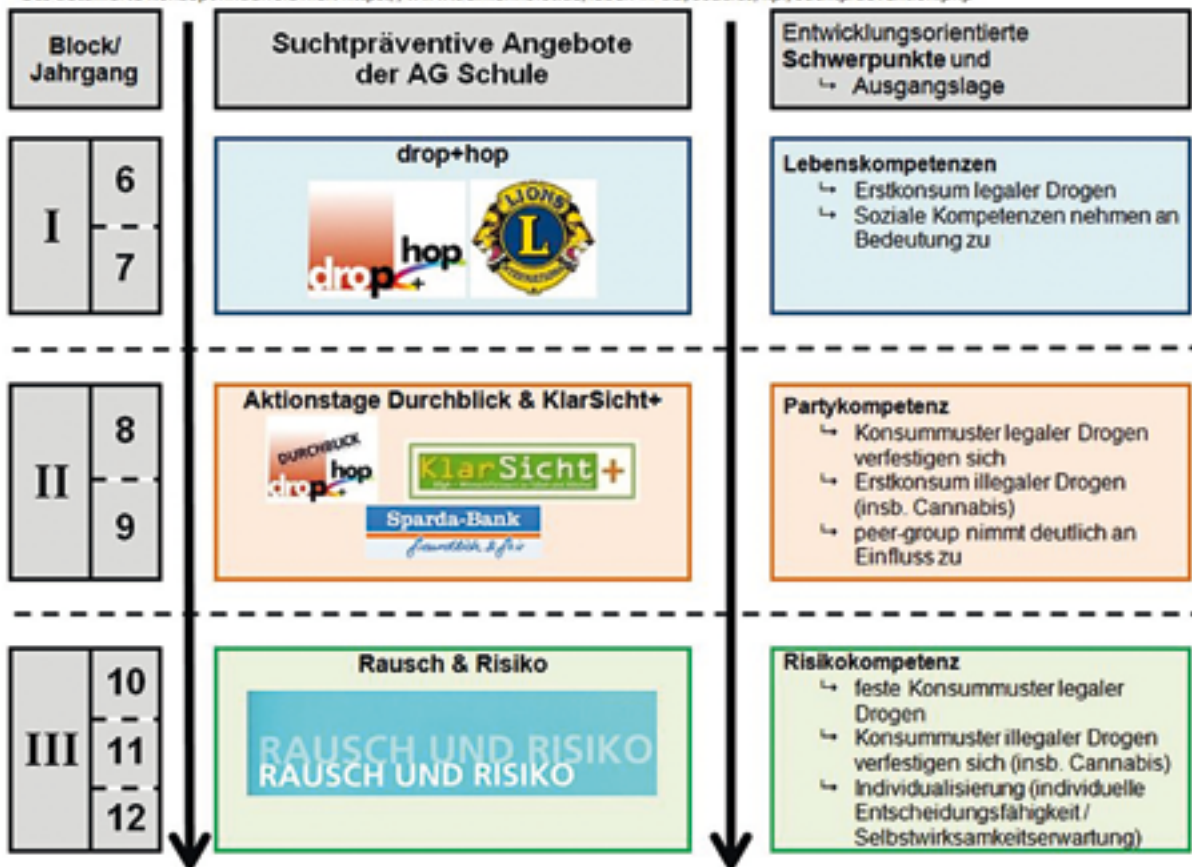 Block/
Jahrgang
Suchtpräventive Angebote
der AG Schule
Entwicklungsorientierte
Schwerpunkte und
↳ Ausgangslage
I
6
7
drop+hop
drop+hop
LIONS
L
INTERNATIONAL
Lebenskompetenzen
↳ Erstkonsum legaler Drogen
↳ Soziale Kompetenzen nehmen an
Bedeutung zu
II
8
9
Aktionstage Durchblick & KlarSicht+
DURCHBLICK
drop+hop
KlarSicht+
Sparda-Bank
freundlich & fair
Partykompetenz
↳ Konsummuster legaler Drogen
verfestigen sich
↳ Erstkonsum illegaler Drogen
(insb. Cannabis)
↳ peer-group nimmt deutlich an
Einfluss zu
III
10
11
12
Rausch & Risiko
RAUSCH UND RISIKO
RAUSCH UND RISIKO
Risikokompetenz
↳ feste Konsummuster legaler
Drogen
↳ Konsummuster illegaler Drogen
verfestigen sich (insb. Cannabis)
↳ Individualisierung (individuelle
Entscheidungsfähigkeit /
Selbstwirksamkeitserwartung)